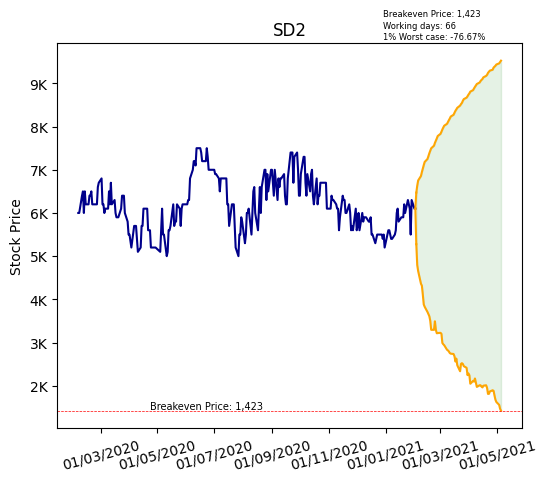 Breakeven Price: 1,423
Working days: 66
1% Worst case: -76.67%
SD2
Stock Price
9K
8K
7K
6K
5K
4K
3K
2K
Breakeven Price: 1,423
01/03/2020
01/05/2020
01/07/2020
01/09/2020
01/11/2020
01/01/2021
01/03/2021
01/05/2021